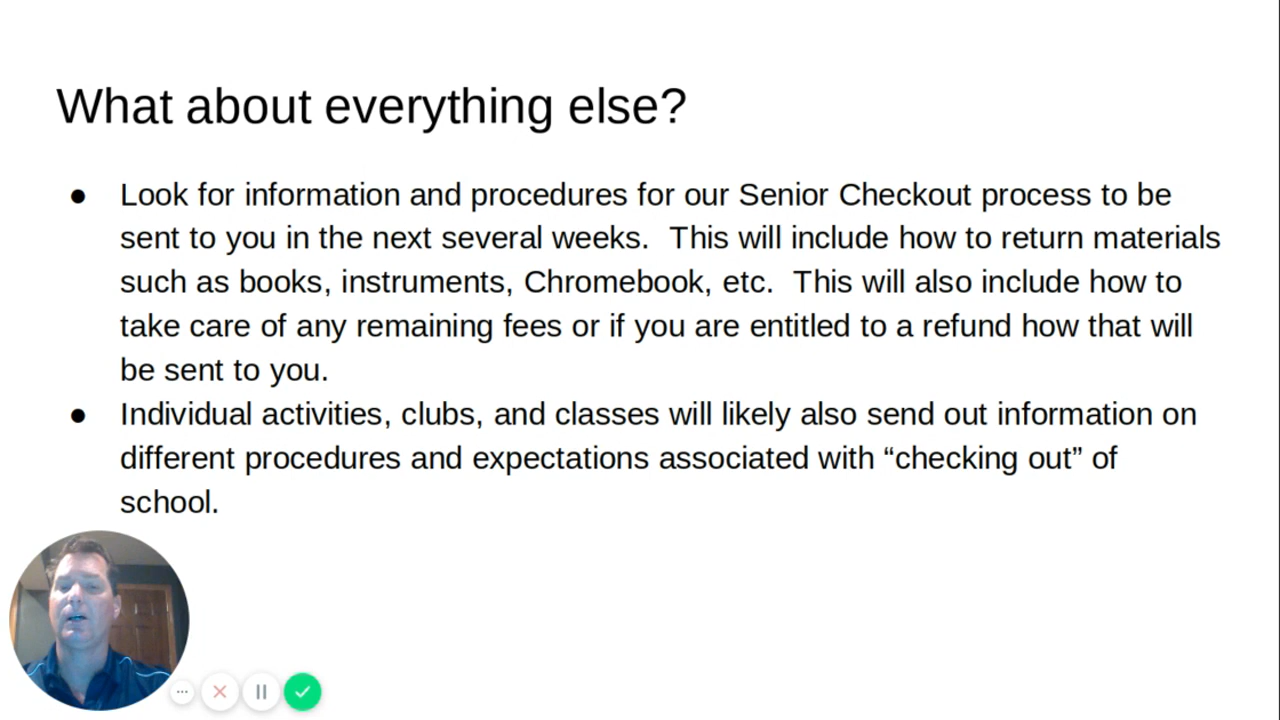 What about everything else?
● Look for information and procedures for our Senior Checkout process to be
sent to you in the next several weeks.  This will include how to return materials
such as books, instruments, Chromebook, etc.  This will also include how to
take care of any remaining fees or if you are entitled to a refund how that will
be sent to you.
● Individual activities, clubs, and classes will likely also send out information on
different procedures and expectations associated with “checking out” of
school.